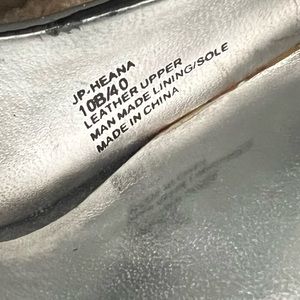 JP-HEANA
10B/40
LEATHER UPPER
MAN MADE LINING/SOLE
MADE IN CHINA